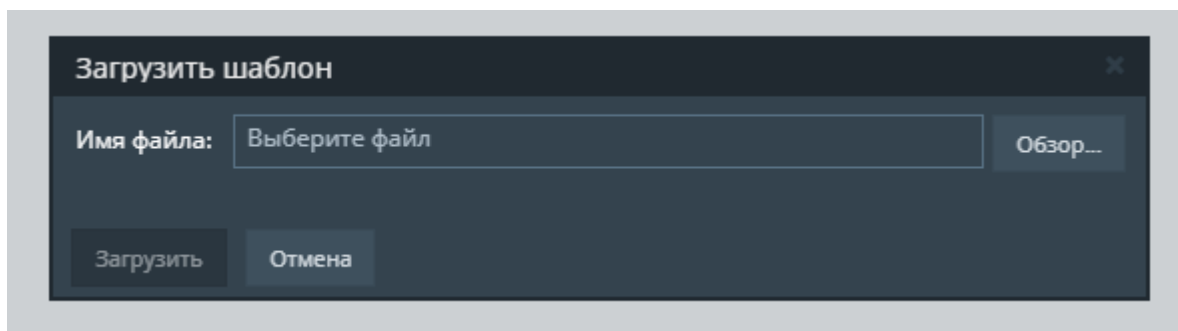 Загрузить шаблон
Имя файла: Выберите файл Обзор...
Загрузить Отмена